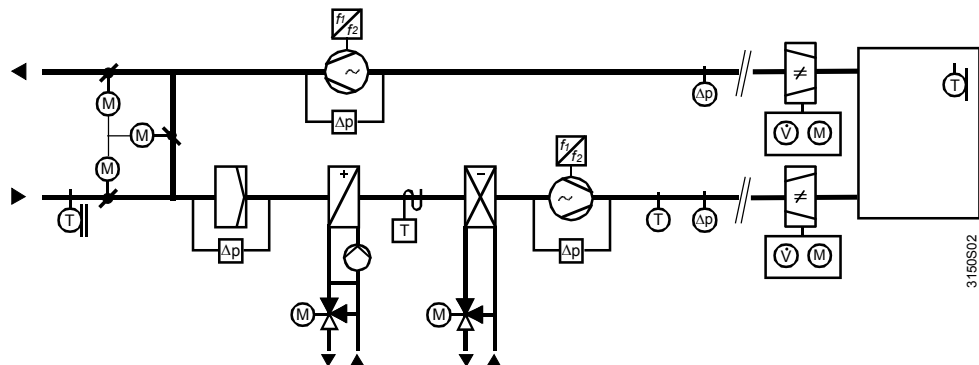 f1/f2
M
~
T
Δp
Δp
≠
M
V̇ M
M
f1/f2
+
−
~
≠
T
T
T
Δp
Δp
Δp
V̇ M
M
M
3150S02